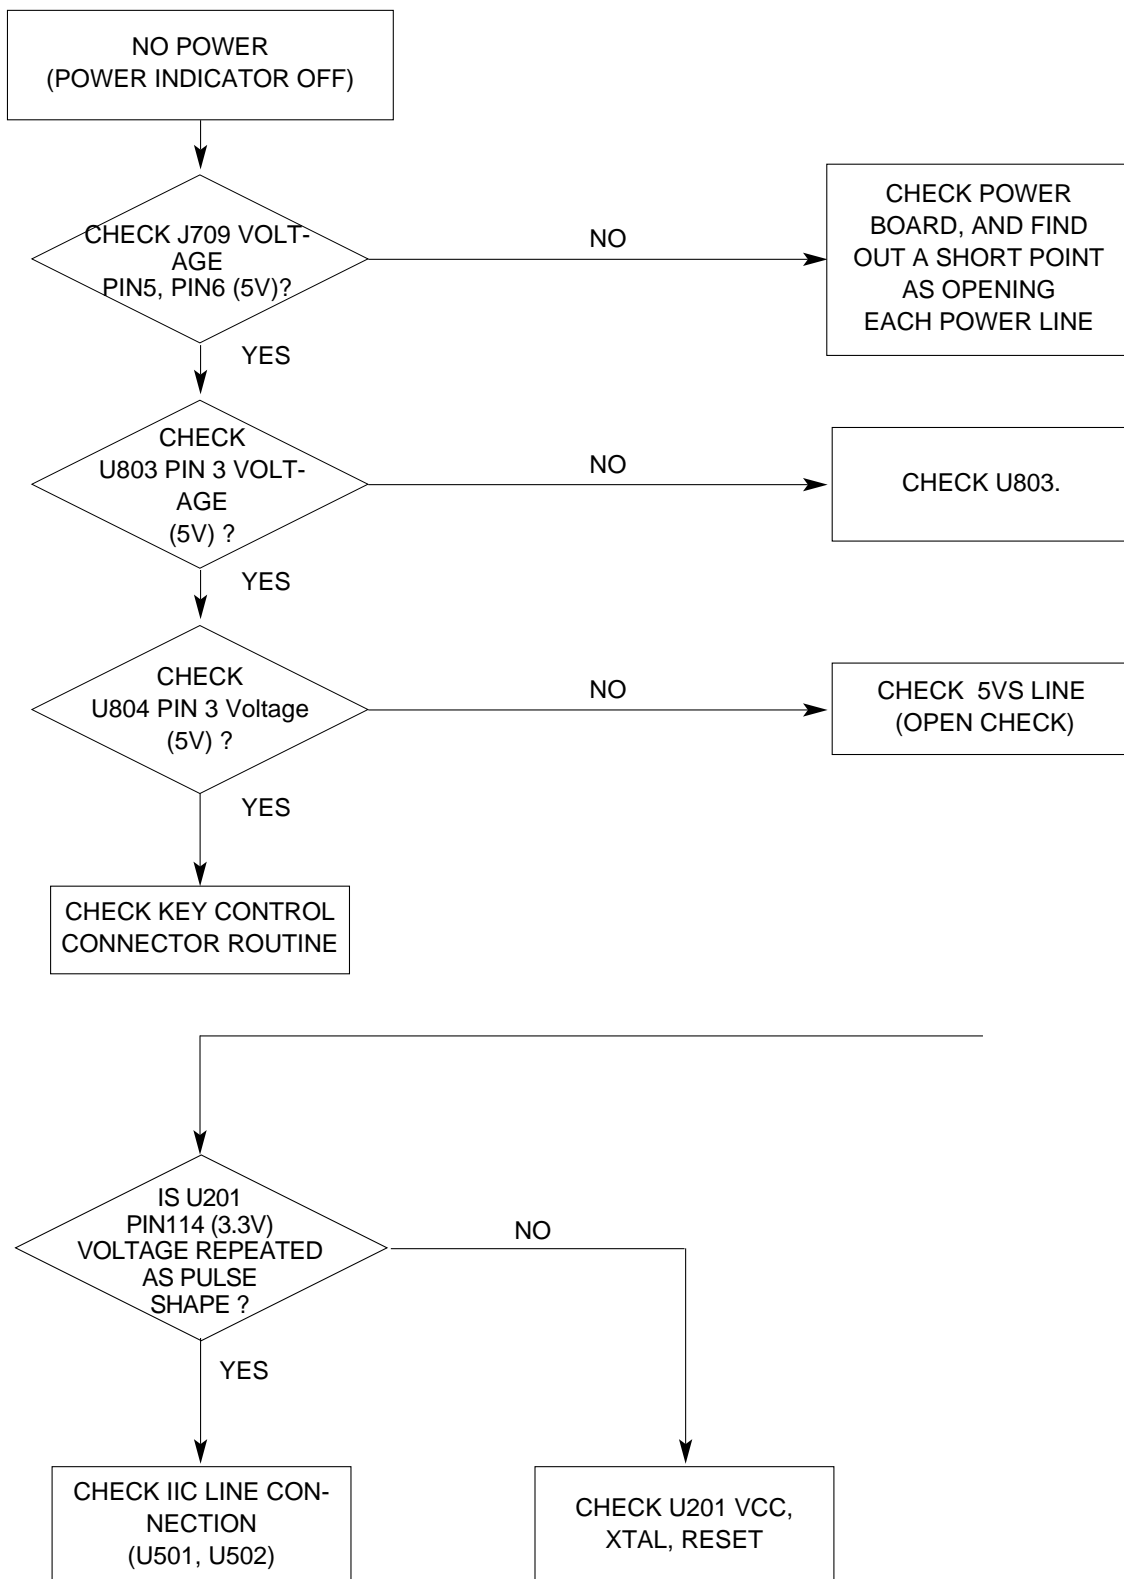 NO POWER
(POWER INDICATOR OFF)
CHECK J709 VOLT-
AGE
PIN5, PIN6 (5V)?
NO
CHECK POWER
BOARD, AND FIND
OUT A SHORT POINT
AS OPENING
EACH POWER LINE
YES
CHECK
U803 PIN 3 VOLT-
AGE
(5V) ?
NO
CHECK U803.
YES
CHECK
U804 PIN 3 Voltage
(5V) ?
NO
CHECK 5VS LINE
(OPEN CHECK)
YES
CHECK KEY CONTROL
CONNECTOR ROUTINE
IS U201
PIN114 (3.3V)
VOLTAGE REPEATED
AS PULSE
SHAPE ?
NO
YES
CHECK IIC LINE CON-
NECTION
(U501, U502)
CHECK U201 VCC,
XTAL, RESET